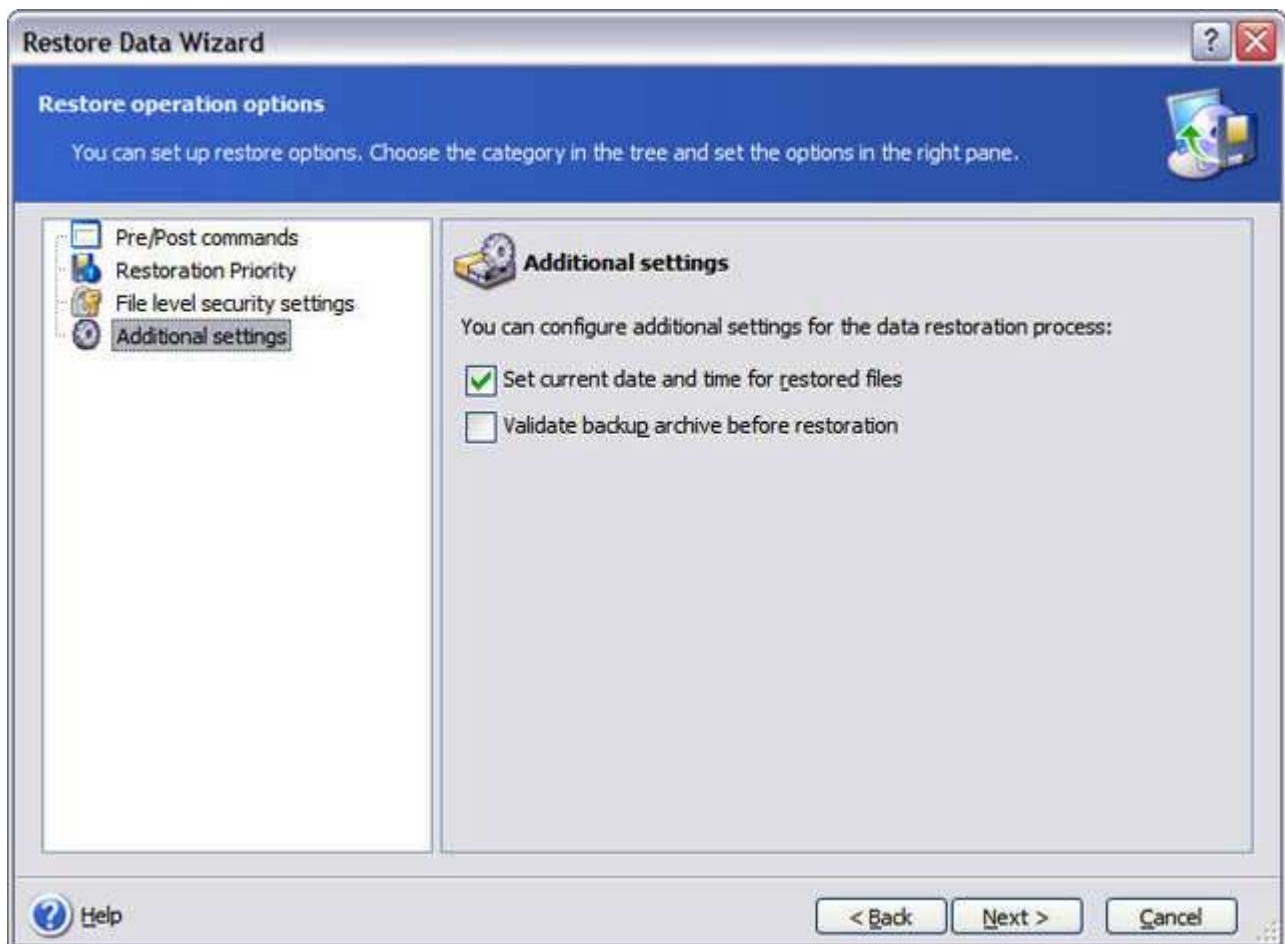 Restore Data Wizard
?
Restore operation options
You can set up restore options. Choose the category in the tree and set the options in the right pane.
Pre/Post commands
Restoration Priority
File level security settings
Additional settings
Additional settings
You can configure additional settings for the data restoration process:
Set current date and time for restored files
Validate backup archive before restoration
? Help
< Back
Next >
Cancel